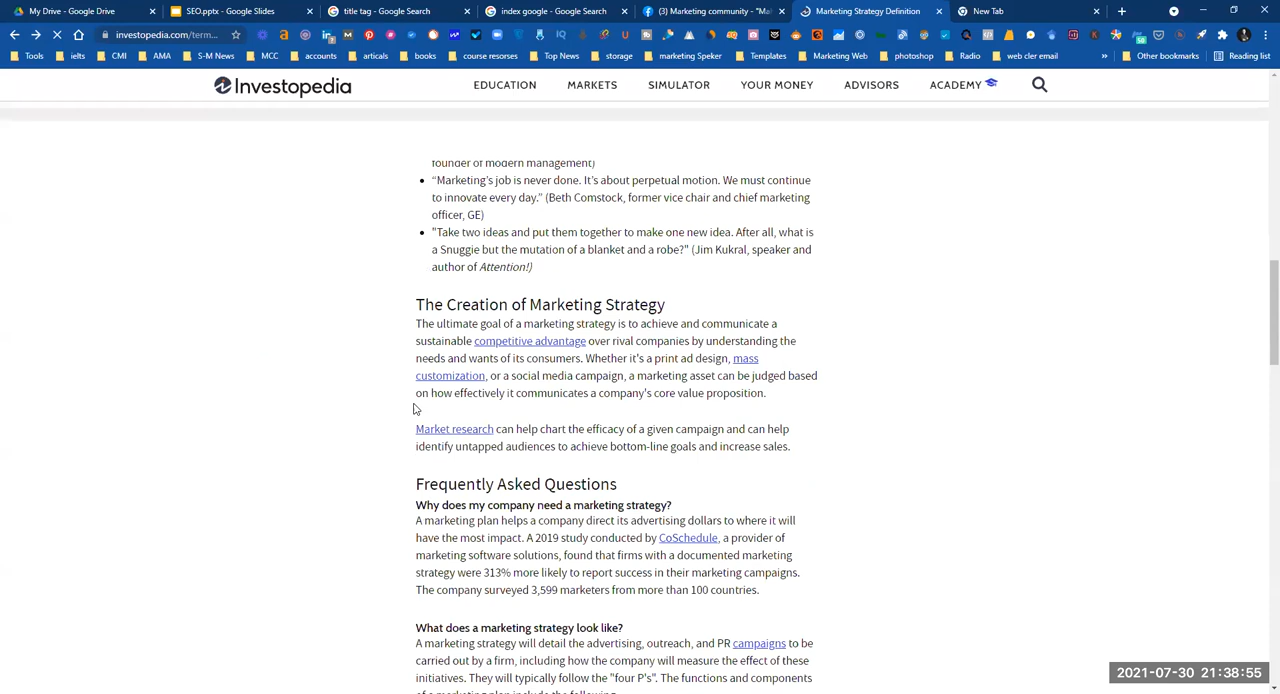 My Drive - Google Drive
SEO.pptx - Google Slides
title tag - Google Search
index google - Google Search
(3) Marketing community - "Ma
Marketing Strategy Definition
New Tab
investopedia.com/term...
Tools
ielts
CMI
AMA
S-M News
MCC
accounts
articals
books
course resorses
Top News
storage
marketing Speker
Templates
Marketing Web
photoshop
Radio
web cler email
Other bookmarks
Reading list
Investopedia
EDUCATION
MARKETS
SIMULATOR
YOUR MONEY
ADVISORS
ACADEMY
founder of modern management)
“Marketing’s job is never done. It’s about perpetual motion. We must continue
to innovate every day.” (Beth Comstock, former vice chair and chief marketing
officer, GE)
"Take two ideas and put them together to make one new idea. After all, what is
a Snuggie but the mutation of a blanket and a robe?" (Jim Kukral, speaker and
author of Attention!)
The Creation of Marketing Strategy
The ultimate goal of a marketing strategy is to achieve and communicate a
sustainable competitive advantage over rival companies by understanding the
needs and wants of its consumers. Whether it's a print ad design, mass
customization, or a social media campaign, a marketing asset can be judged based
on how effectively it communicates a company's core value proposition.
Market research can help chart the efficacy of a given campaign and can help
identify untapped audiences to achieve bottom-line goals and increase sales.
Frequently Asked Questions
Why does my company need a marketing strategy?
A marketing plan helps a company direct its advertising dollars to where it will
have the most impact. A 2019 study conducted by CoSchedule, a provider of
marketing software solutions, found that firms with a documented marketing
strategy were 313% more likely to report success in their marketing campaigns.
The company surveyed 3,599 marketers from more than 100 countries.
What does a marketing strategy look like?
A marketing strategy will detail the advertising, outreach, and PR campaigns to be
carried out by a firm, including how the company will measure the effect of these
initiatives. They will typically follow the "four P's". The functions and components
of a marketing plan include the following
2021-07-30 21:38:55